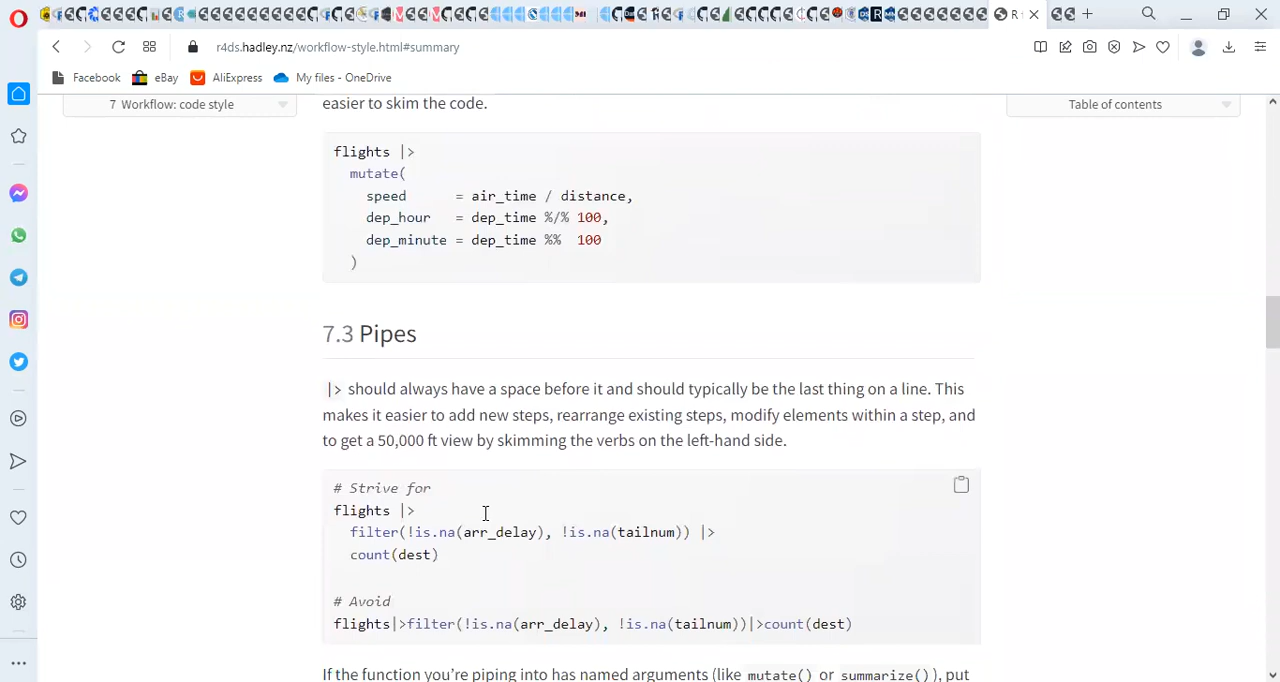 R
r4ds.hadley.nz/workflow-style.html#summary
Facebook eBay AliExpress My files - OneDrive
7 Workflow: code style
Table of contents
easier to skim the code.
flights |>
mutate(
speed = air_time / distance,
dep_hour = dep_time %/% 100,
dep_minute = dep_time %% 100
)
7.3 Pipes
|> should always have a space before it and should typically be the last thing on a line. This
makes it easier to add new steps, rearrange existing steps, modify elements within a step, and
to get a 50,000 ft view by skimming the verbs on the left-hand side.
# Strive for
flights |>
filter(!is.na(arr_delay), !is.na(tailnum)) |>
count(dest)
# Avoid
flights|>filter(!is.na(arr_delay), !is.na(tailnum))|>count(dest)
If the function you're piping into has named arguments (like mutate() or summarize()), put